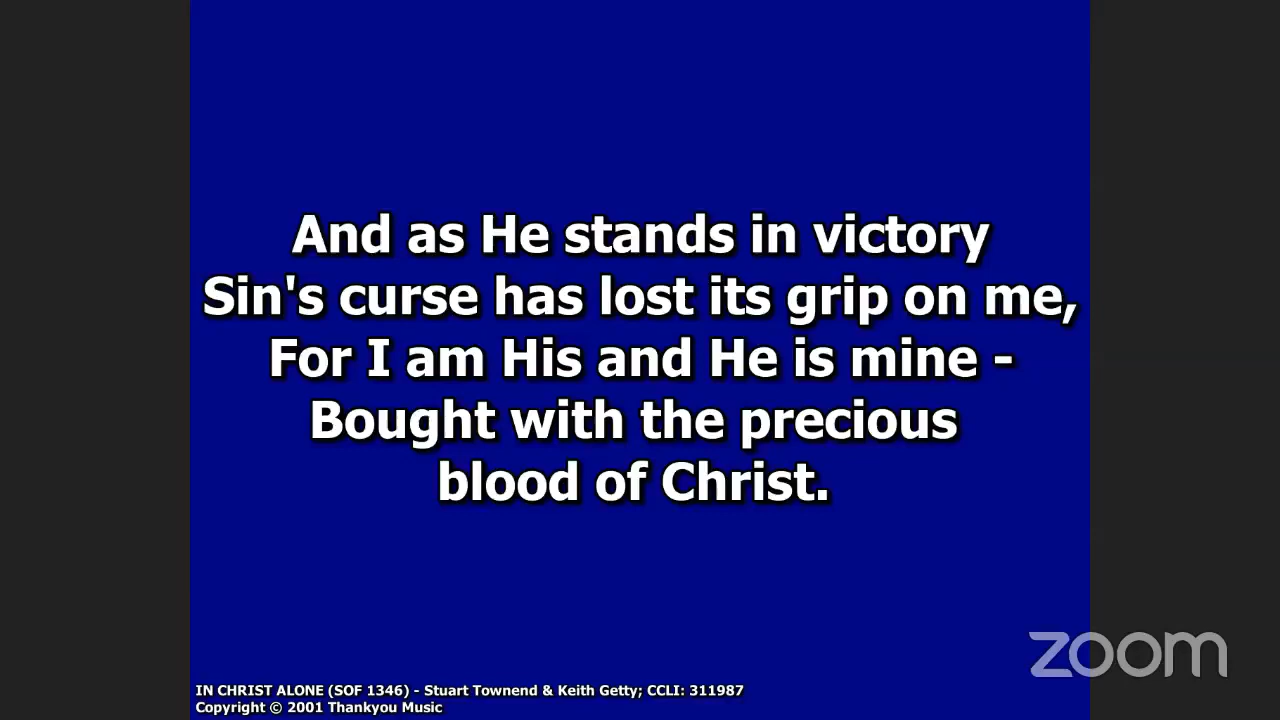 And as He stands in victory
Sin's curse has lost its grip on me,
For I am His and He is mine -
Bought with the precious
blood of Christ.
zoom
IN CHRIST ALONE (SOF 1346) - Stuart Townend & Keith Getty; CCLI: 311987
Copyright © 2001 Thankyou Music